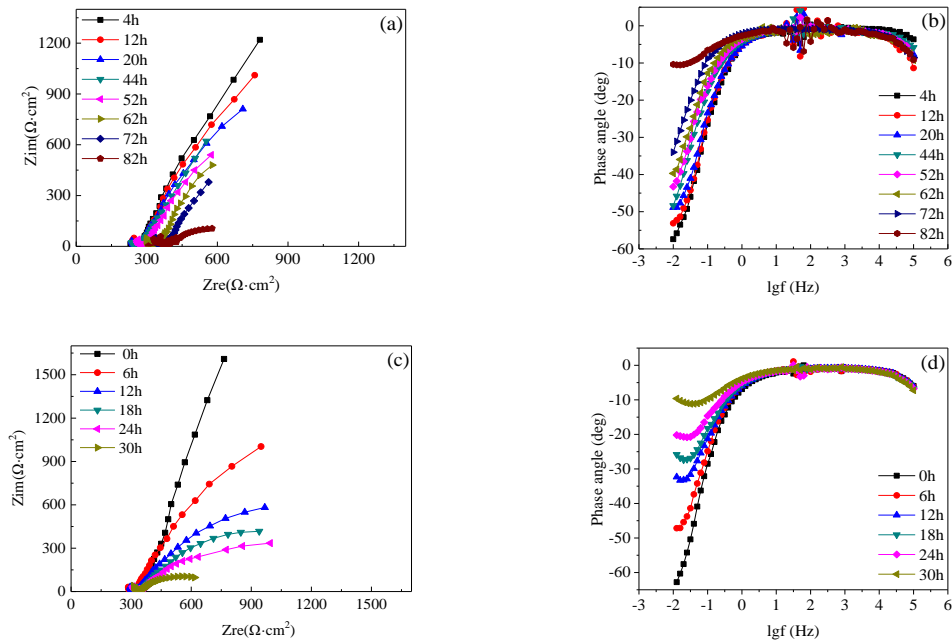 (a)
4h
12h
20h
44h
52h
62h
72h
82h
1200
900
600
300
0
300
600
900
1200
Zim(Ω·cm²)
Zre(Ω·cm²)
(b)
0
-10
-20
-30
-40
-50
-60
-3
-2
-1
0
1
2
3
4
5
6
Phase angle (deg)
lgf (Hz)
4h
12h
20h
44h
52h
62h
72h
82h
(c)
0h
6h
12h
18h
24h
30h
1500
1200
900
600
300
0
0
300
600
900
1200
1500
Zim(Ω·cm²)
Zre(Ω·cm²)
(d)
0
-10
-20
-30
-40
-50
-60
-3
-2
-1
0
1
2
3
4
5
6
Phase angle (deg)
lgf (Hz)
0h
6h
12h
18h
24h
30h